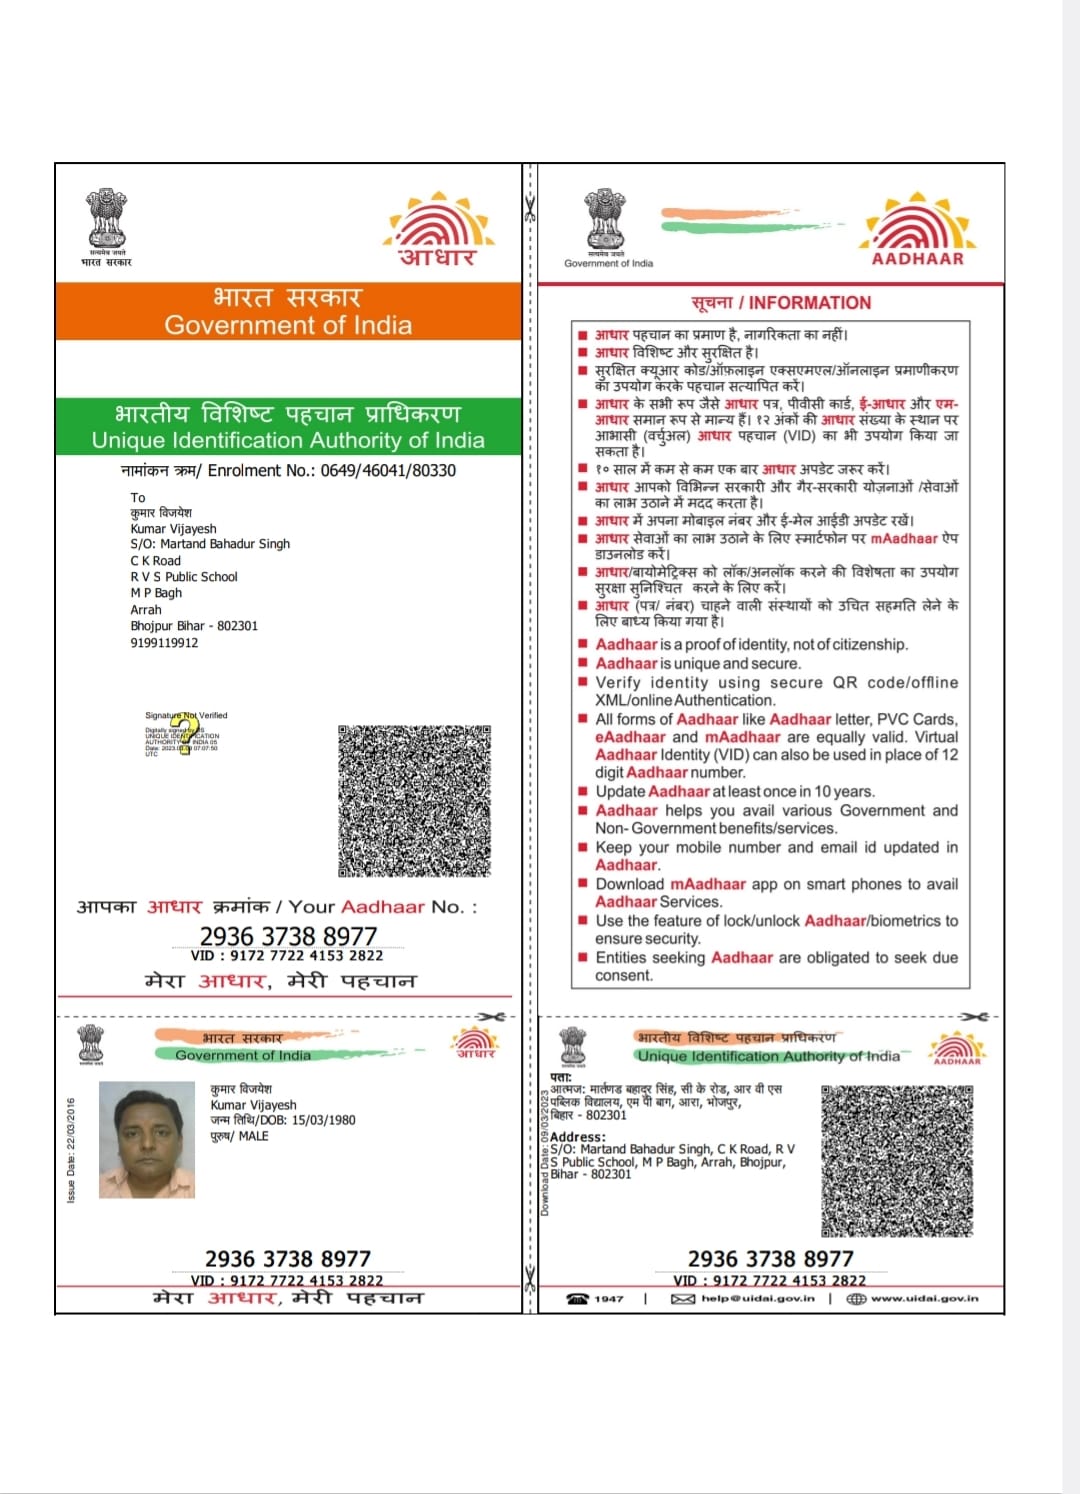 सत्यमेव जयते
भारत सरकार
आधार
भारत सरकार
Government of India
भारतीय विशिष्ट पहचान प्राधिकरण
Unique Identification Authority of India
नामांकन क्रम/ Enrolment No.: 0649/46041/80330
To
कुमार विजयेश
Kumar Vijayesh
S/O: Martand Bahadur Singh
C K Road
R V S Public School
M P Bagh
Arrah
Bhojpur Bihar - 802301
9199119912
Signature Not Verified
Digitally signed by DS
UNIQUE IDENTIFICATION
AUTHORITY OF INDIA 05
UTC
आपका आधार क्रमांक / Your Aadhaar No. :
2936 3738 8977
VID : 9172 7722 4153 2822
मेरा आधार, मेरी पहचान
सत्यमेव जयते
Government of India
AADHAAR
सूचना / INFORMATION
■ आधार पहचान का प्रमाण है, नागरिकता का नहीं।
■ आधार विशिष्ट और सुरक्षित है।
■ सुरक्षित क्यूआर कोड/ऑफ़लाइन एक्सएमएल/ऑनलाइन प्रमाणीकरण
का उपयोग करके पहचान सत्यापित करें।
■ आधार के सभी रूप जैसे आधार पत्र, पीवीसी कार्ड, ई-आधार और एम-
आधार समान रूप से मान्य हैं। १२ अंकों की आधार संख्या के स्थान पर
आभासी (वर्चुअल) आधार पहचान (VID) का भी उपयोग किया जा
सकता है।
■ १० साल में कम से कम एक बार आधार अपडेट जरूर करें।
■ आधार आपको विभिन्न सरकारी और गैर-सरकारी योजनाओं /सेवाओं
का लाभ उठाने में मदद करता है।
■ आधार में अपना मोबाइल नंबर और ई-मेल आईडी अपडेट रखें।
■ आधार सेवाओं का लाभ उठाने के लिए स्मार्टफोन पर mAadhaar ऐप
डाउनलोड करें।
■ आधार/बायोमेट्रिक्स को लॉक/अनलॉक करने की विशेषता का उपयोग
सुरक्षा सुनिश्चित करने के लिए करें।
■ आधार (पत्र/ नंबर) चाहने वाली संस्थायों को उचित सहमति लेने के
लिए बाध्य किया गया है।
■ Aadhaar is a proof of identity, not of citizenship.
■ Aadhaar is unique and secure.
■ Verify identity using secure QR code/offline
XML/online Authentication.
■ All forms of Aadhaar like Aadhaar letter, PVC Cards,
eAadhaar and mAadhaar are equally valid. Virtual
Aadhaar Identity (VID) can also be used in place of 12
digit Aadhaar number.
■ Update Aadhaar at least once in 10 years.
■ Aadhaar helps you avail various Government and
Non- Government benefits/services.
■ Keep your mobile number and email id updated in
Aadhaar.
■ Download mAadhaar app on smart phones to avail
Aadhaar Services.
■ Use the feature of lock/unlock Aadhaar/biometrics to
ensure security.
■ Entities seeking Aadhaar are obligated to seek due
consent.
भारत सरकार
Government of India
आधार
Issue Date: 22/03/2016
कुमार विजयेश
Kumar Vijayesh
जन्म तिथि/DOB: 15/03/1980
पुरुष/ MALE
2936 3738 8977
VID : 9172 7722 4153 2822
मेरा आधार, मेरी पहचान
भारतीय विशिष्ट पहचान प्राधिकरण
Unique Identification Authority of India
AADHAAR
Download Date: 09/03/2023
पता:
आत्मज: मार्तण्ड बहादुर सिंह, सी के रोड, आर वी एस
पब्लिक विद्यालय, एम पी बाग, आरा, भोजपुर,
बिहार - 802301
Address:
S/O: Martand Bahadur Singh, C K Road, R V
S Public School, M P Bagh, Arrah, Bhojpur,
Bihar - 802301
2936 3738 8977
VID : 9172 7722 4153 2822
1947 | help@uidai.gov.in | www.uidai.gov.in